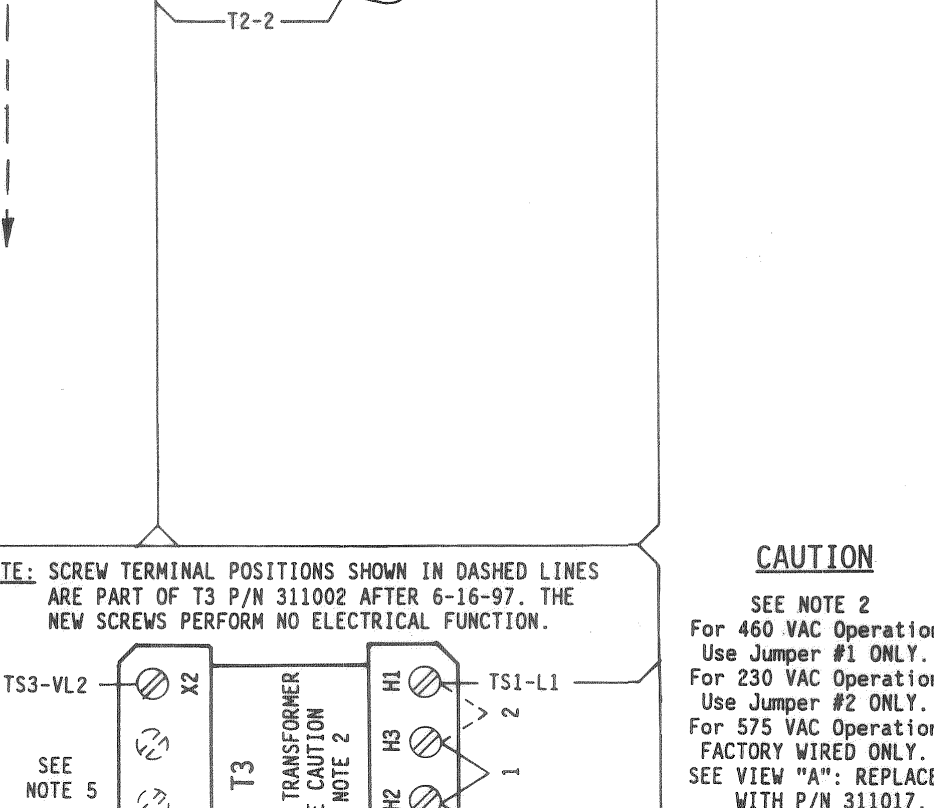 T2-2
TE: SCREW TERMINAL POSITIONS SHOWN IN DASHED LINES
ARE PART OF T3 P/N 311002 AFTER 6-16-97. THE
NEW SCREWS PERFORM NO ELECTRICAL FUNCTION.
TS3-VL2
X2
SEE
NOTE 5
T3
TRANSFORMER
E CAUTION
NOTE 2
H1
H3
H2
TS1-L1
2
1
CAUTION
SEE NOTE 2
For 460 VAC Operation
Use Jumper #1 ONLY.
For 230 VAC Operation
Use Jumper #2 ONLY.
For 575 VAC Operation
FACTORY WIRED ONLY.
SEE VIEW "A": REPLACE
WITH P/N 311017.